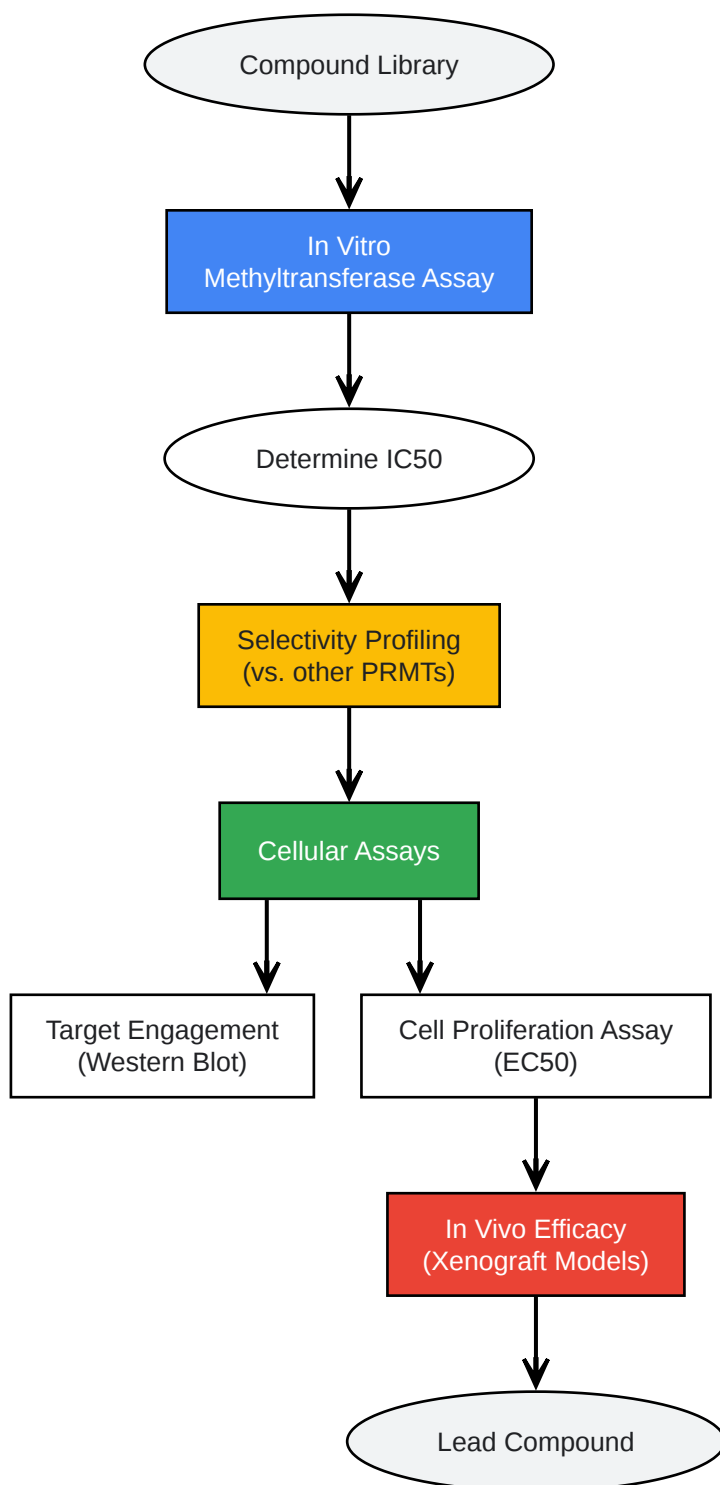 Compound Library
In Vitro
Methyltransferase Assay
Determine IC50
Selectivity Profiling
(vs. other PRMTs)
Cellular Assays
Target Engagement
(Western Blot)
Cell Proliferation Assay
(EC50)
In Vivo Efficacy
(Xenograft Models)
Lead Compound